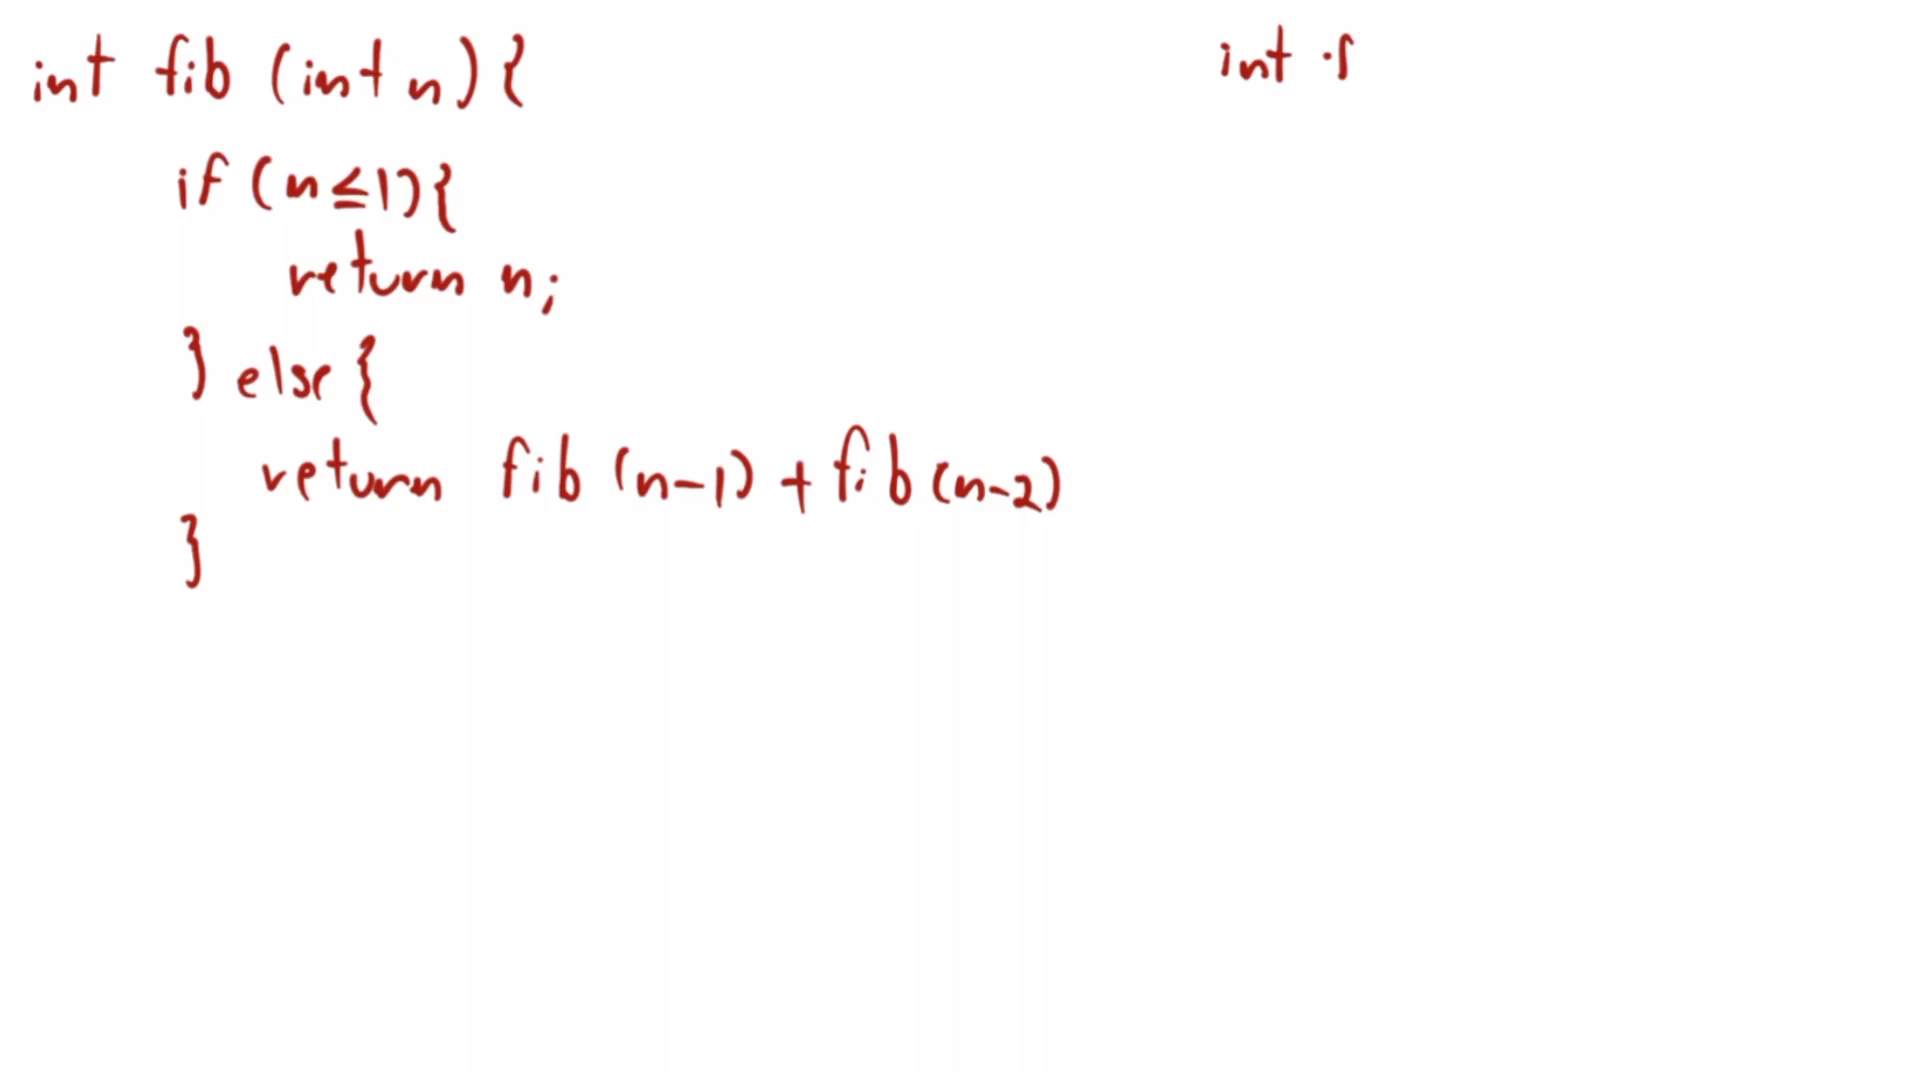 int fib (int n) {
if (n ≤ 1) {
return n;
} else {
return fib (n-1) + fib (n-2)
}
int